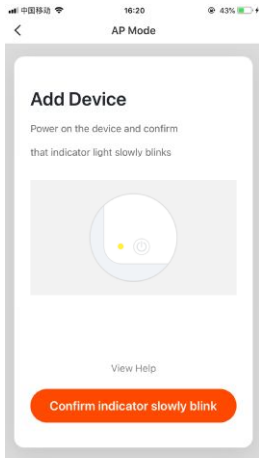 中国移动 16:20 43%
AP Mode
Add Device
Power on the device and confirm
that indicator light slowly blinks
View Help
Confirm indicator slowly blink